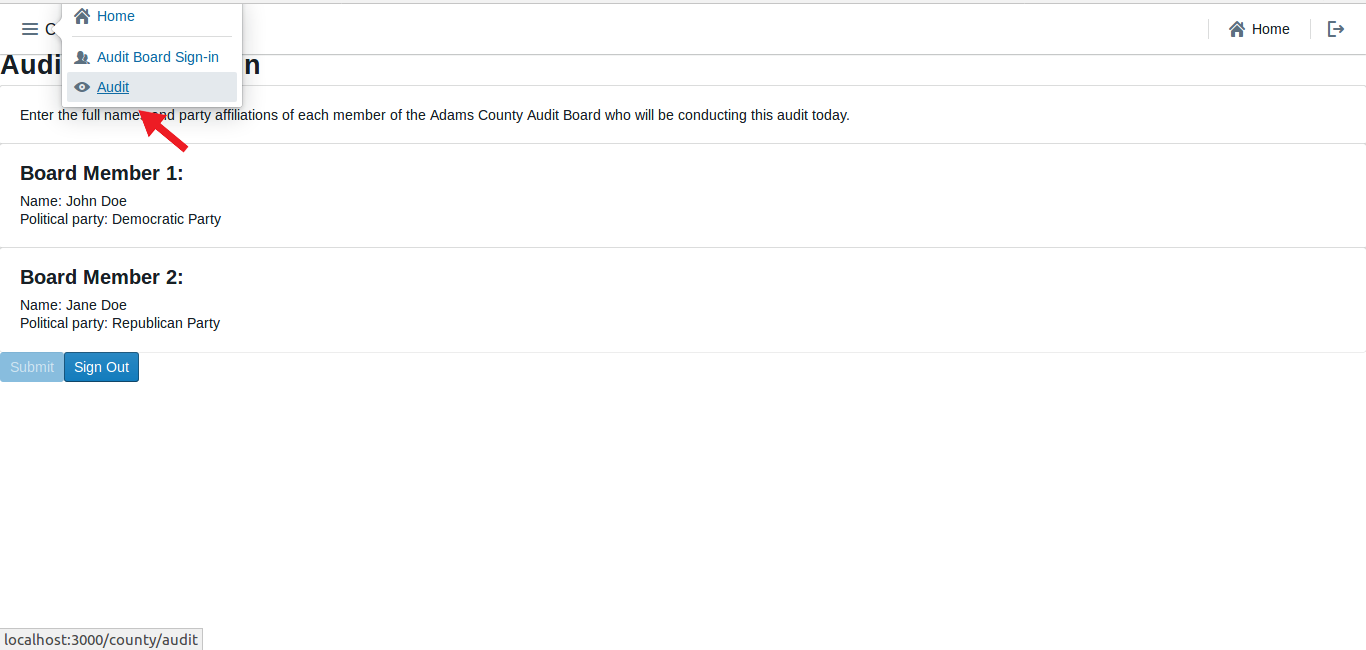 Home
Audit Board Sign-in
Audit
C
Home
Audi n
Enter the full names and party affiliations of each member of the Adams County Audit Board who will be conducting this audit today.
Board Member 1:
Name: John Doe
Political party: Democratic Party
Board Member 2:
Name: Jane Doe
Political party: Republican Party
Submit Sign Out
localhost:3000/county/audit